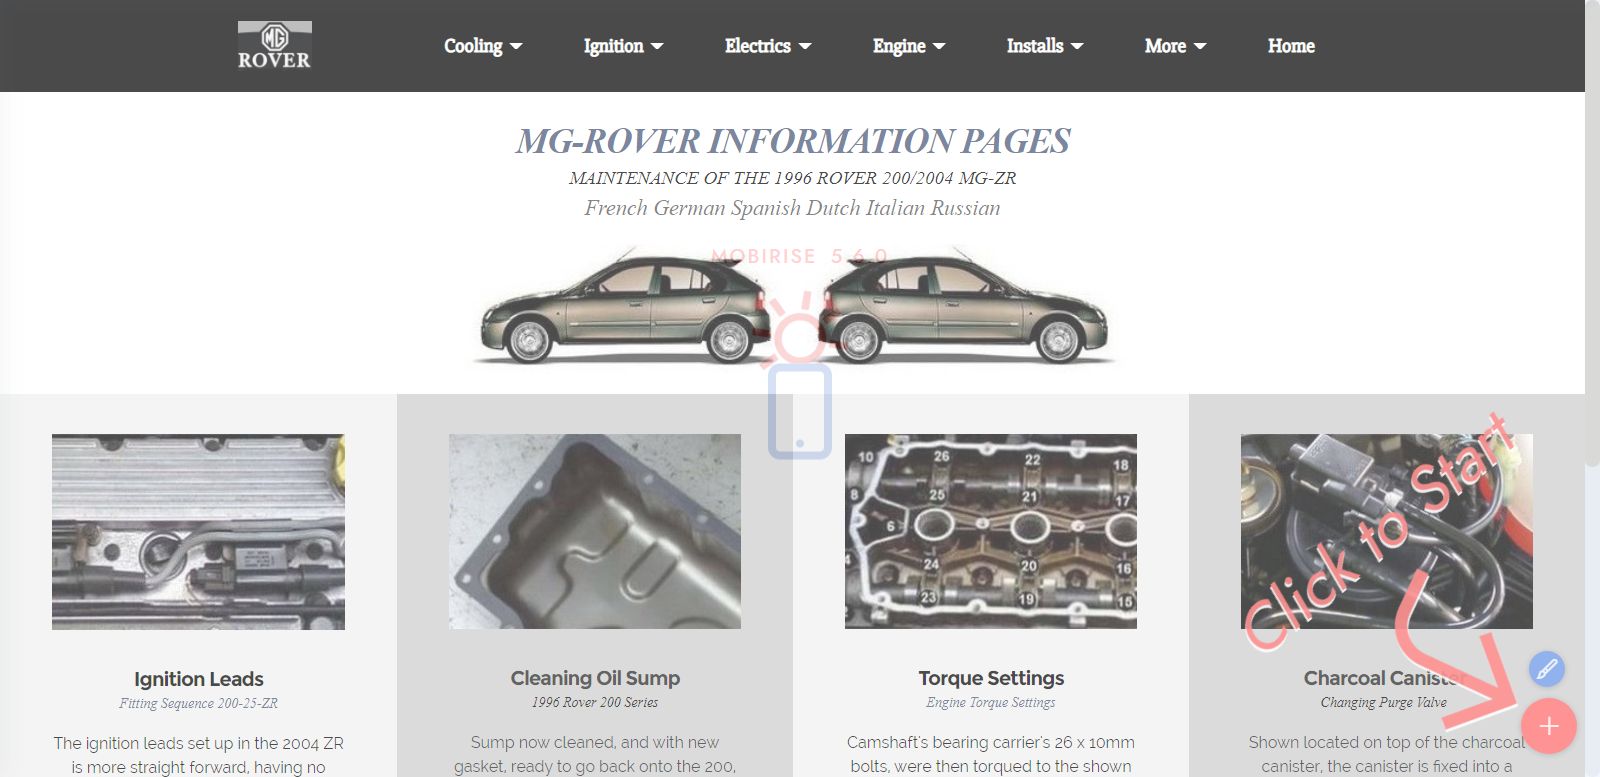 MG
ROVER
Cooling Ignition Electrics Engine Installs More Home
MG-ROVER INFORMATION PAGES
MAINTENANCE OF THE 1996 ROVER 200/2004 MG-ZR
French German Spanish Dutch Italian Russian
MOBIRISE 5.6.0
10 26 22 18
8 25 21 17
6
24 20 16
23 19 15
Click to Start
Ignition Leads
Fitting Sequence 200-25-ZR
The ignition leads set up in the 2004 ZR
is more straight forward, having no
Cleaning Oil Sump
1996 Rover 200 Series
Sump now cleaned, and with new
gasket, ready to go back onto the 200,
Torque Settings
Engine Torque Settings
Camshaft's bearing carrier's 26 x 10mm
bolts, were then torqued to the shown
Charcoal Canister
Changing Purge Valve
Shown located on top of the charcoal
canister, the canister is fixed into a